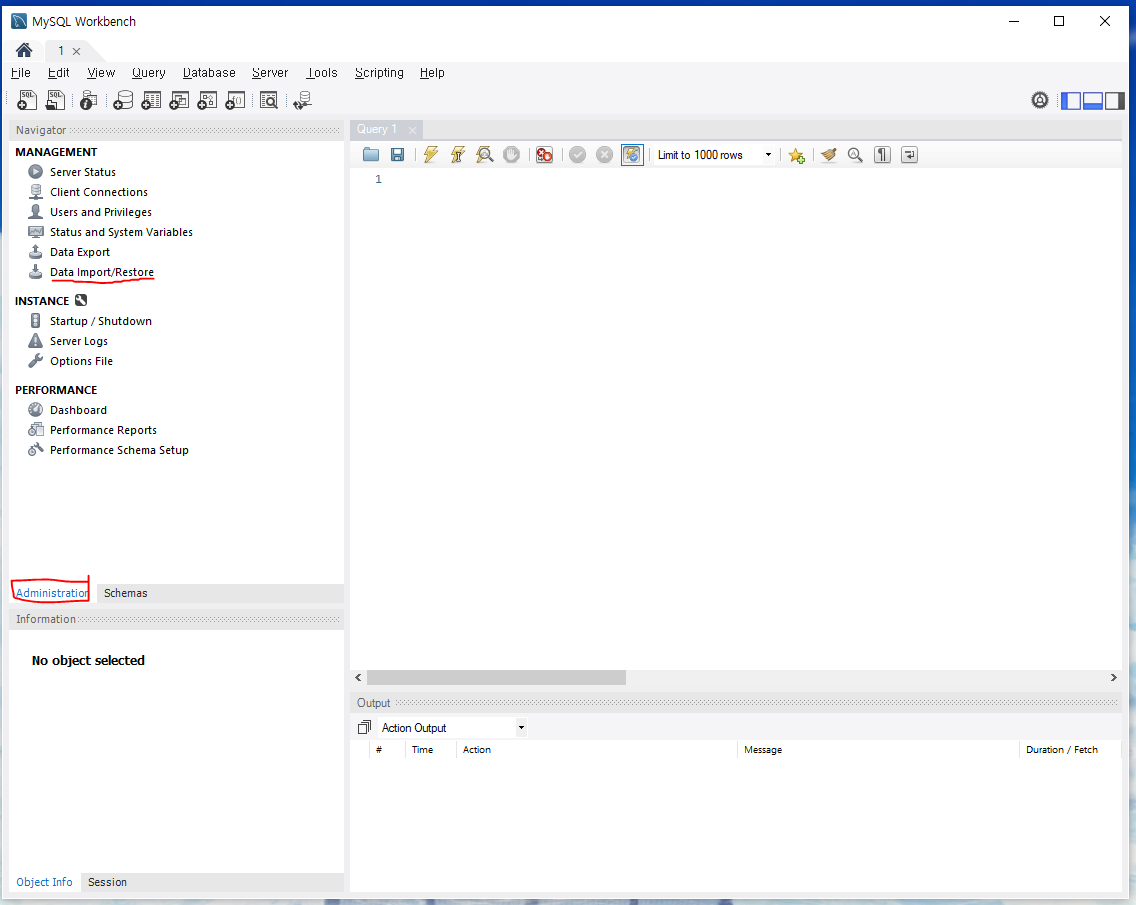 MySQL Workbench
1
File Edit View Query Database Server Tools Scripting Help
Navigator
MANAGEMENT
Server Status
Client Connections
Users and Privileges
Status and System Variables
Data Export
Data Import/Restore
INSTANCE
Startup / Shutdown
Server Logs
Options File
PERFORMANCE
Dashboard
Performance Reports
Performance Schema Setup
Administration Schemas
Information
No object selected
Object Info Session
Query 1
Limit to 1000 rows
1
Output
Action Output
# Time Action Message Duration / Fetch